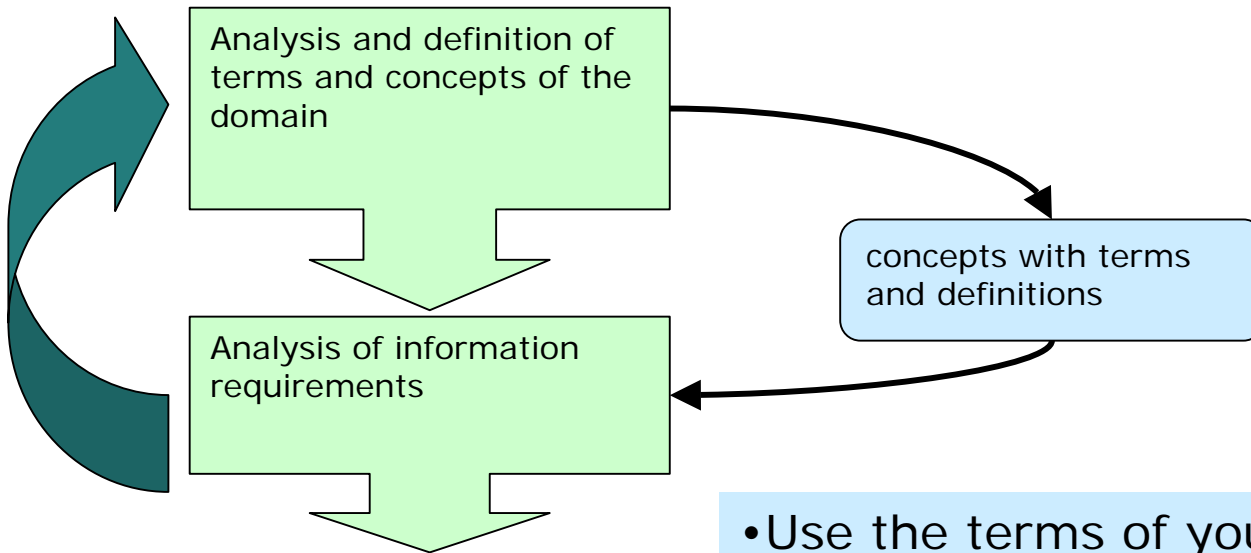 Analysis and definition of
terms and concepts of the
domain
concepts with terms
and definitions
Analysis of information
requirements
•Use the terms of you